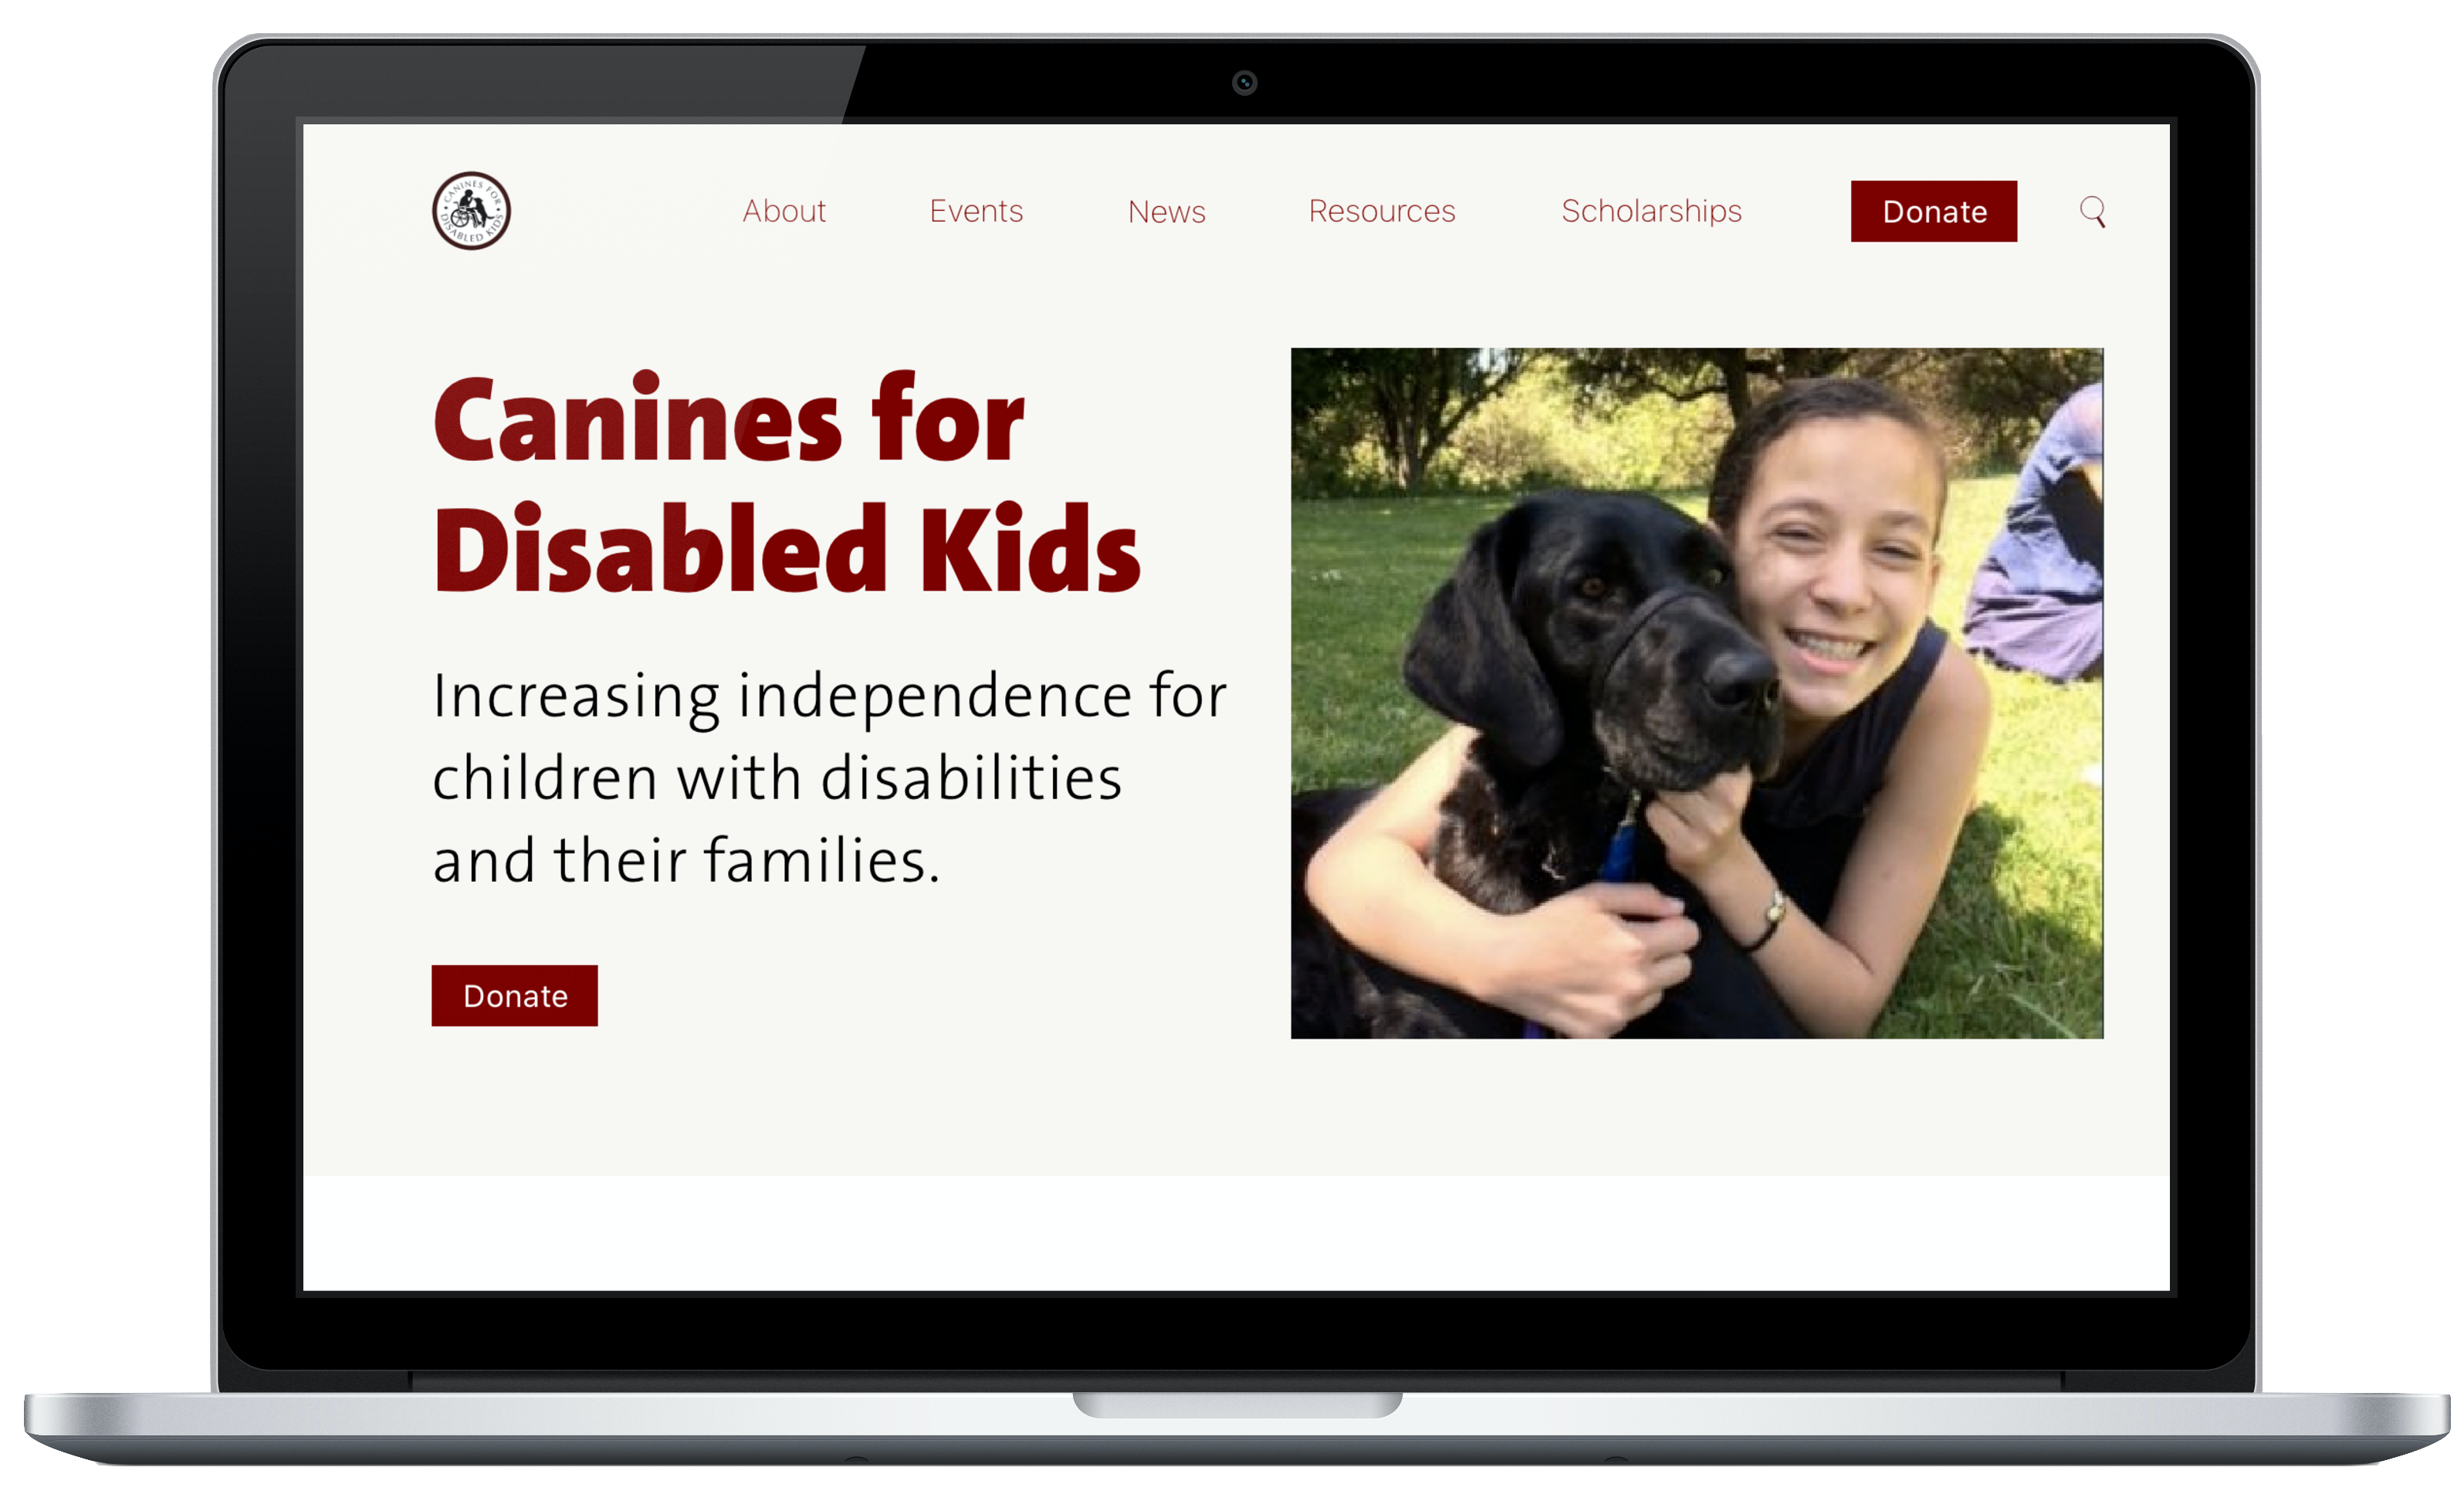 CANINES FOR
DISABLED KIDS
About
Events
News
Resources
Scholarships
Donate
Canines for
Disabled Kids
Increasing independence for
children with disabilities
and their families.
Donate